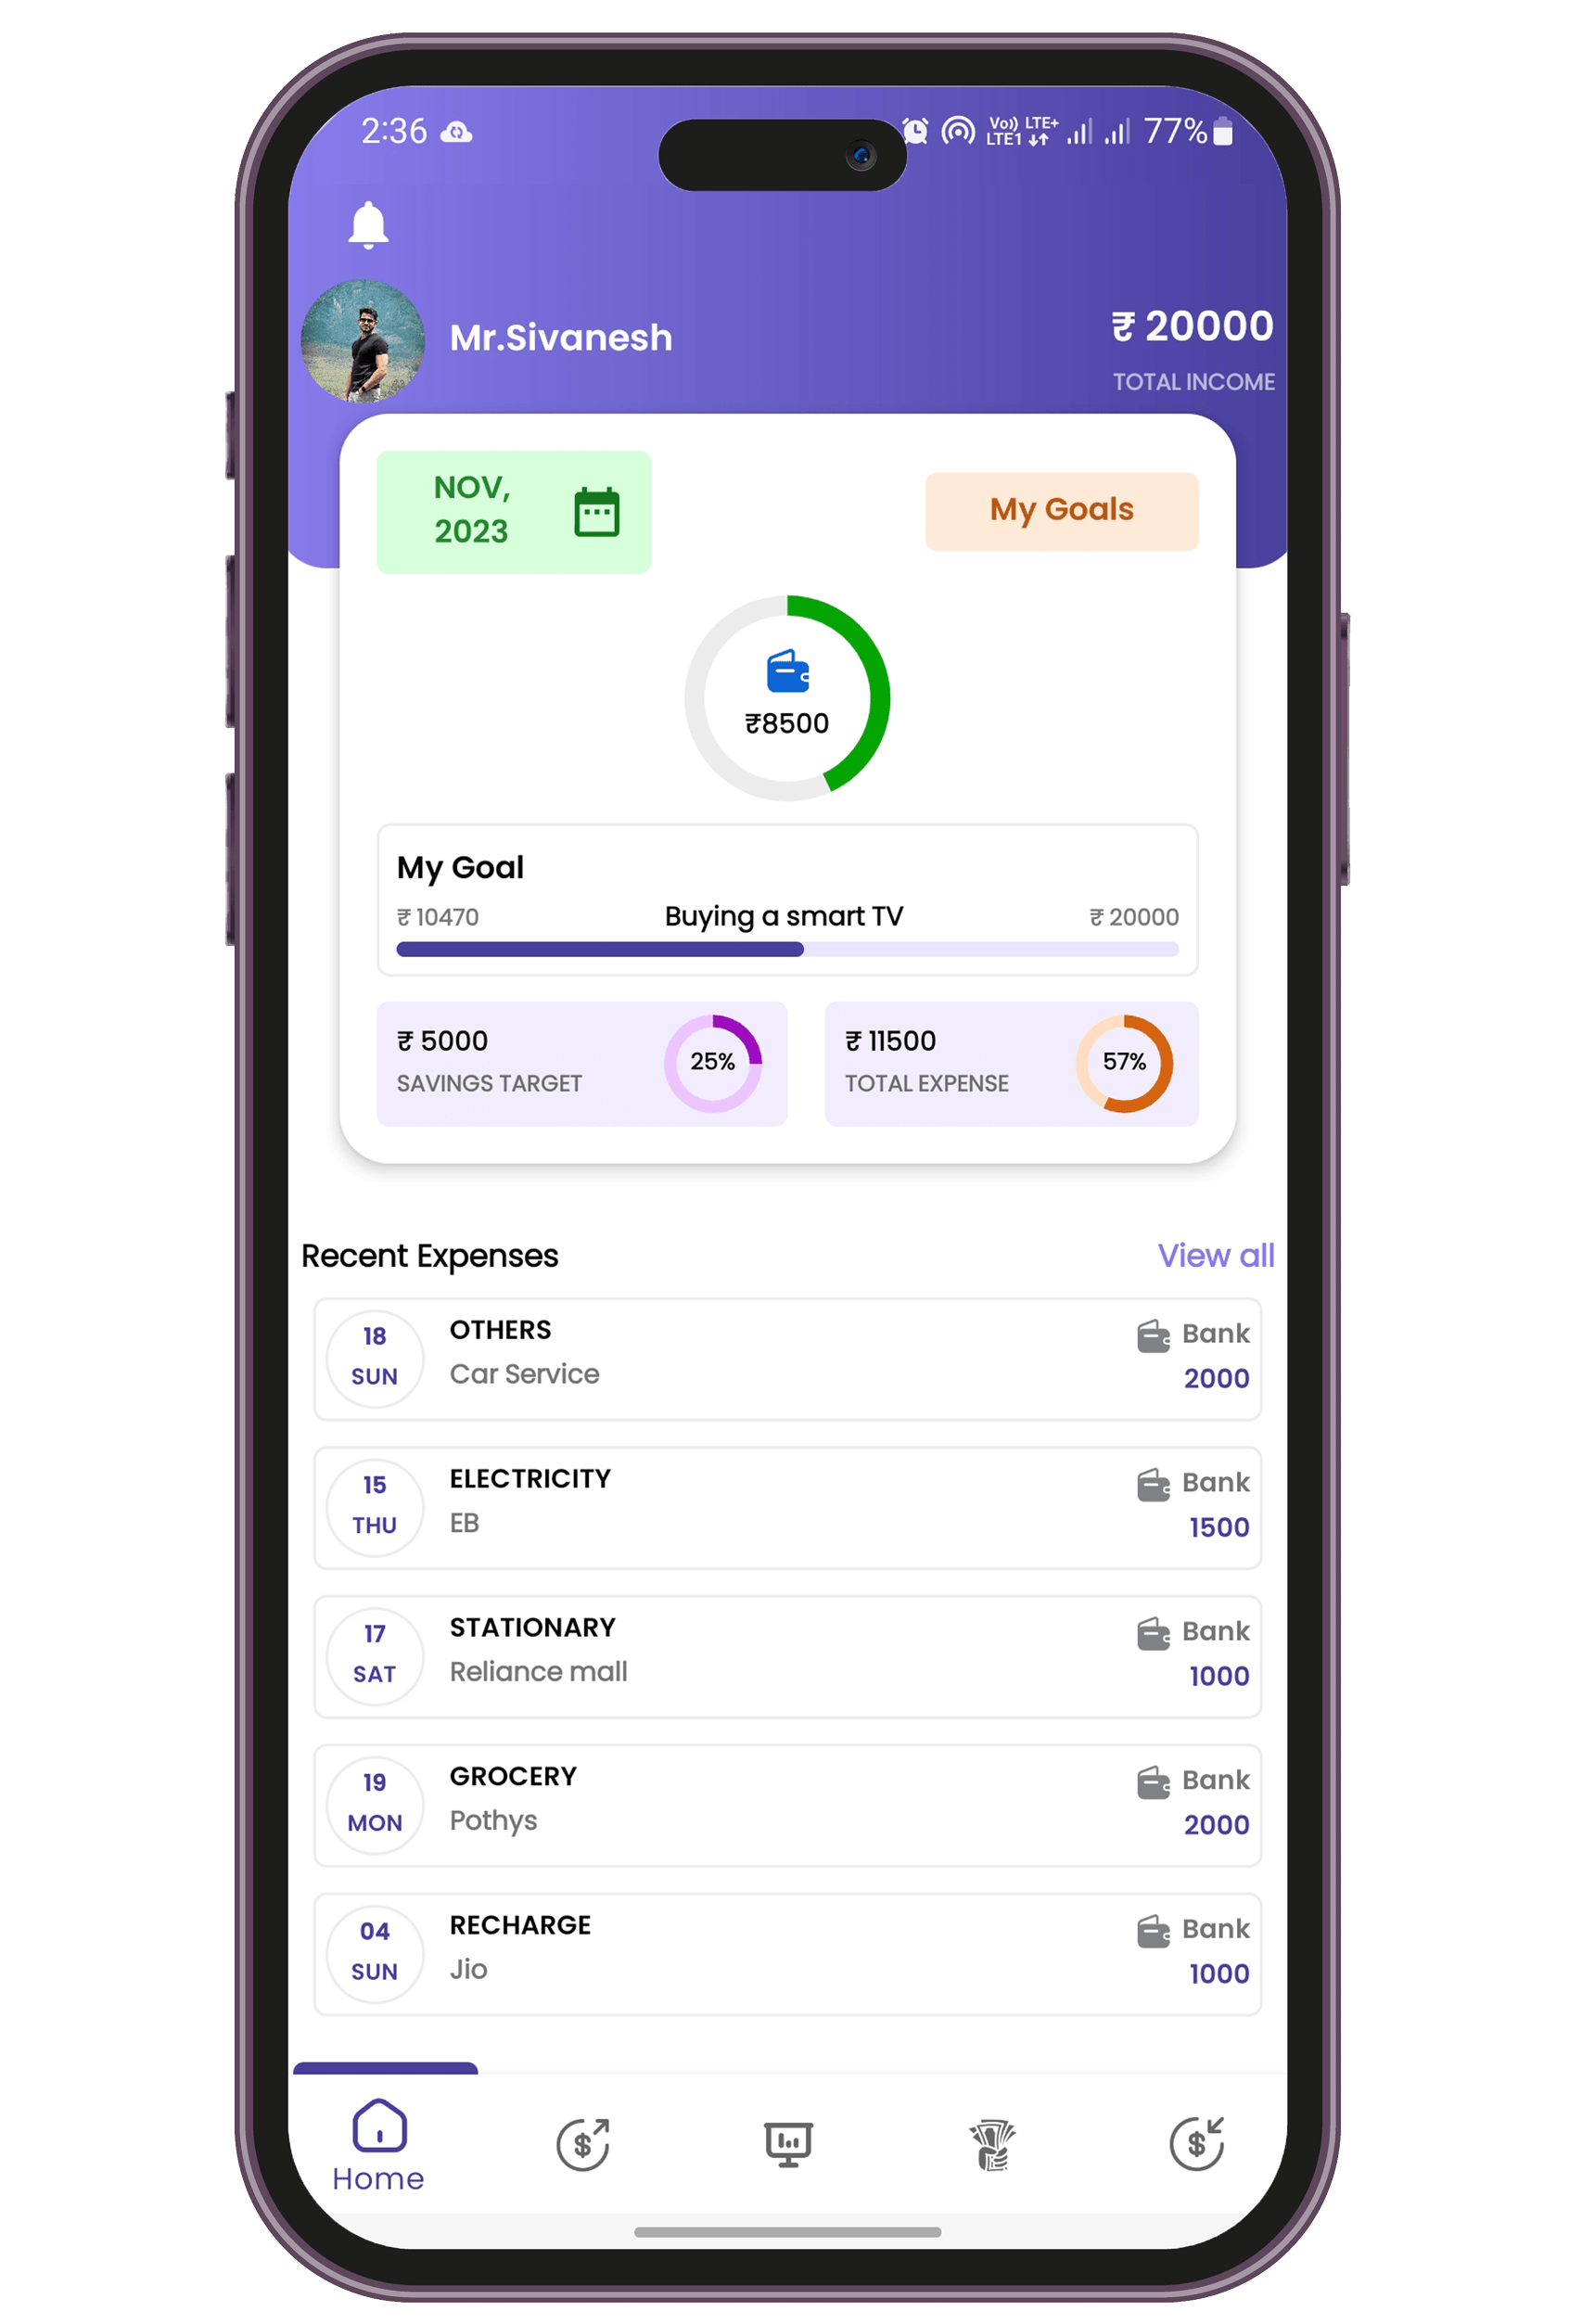 2:36 Vo)) LTE+ 77%
LTE1
Mr.Sivanesh
₹ 20000
TOTAL INCOME
NOV,
2023
My Goals
₹8500
My Goal
₹ 10470 Buying a smart TV ₹ 20000
₹ 5000
SAVINGS TARGET
25%
₹ 11500
TOTAL EXPENSE
57%
Recent Expenses View all
18
SUN
OTHERS
Car Service
Bank
2000
15
THU
ELECTRICITY
EB
Bank
1500
17
SAT
STATIONARY
Reliance mall
Bank
1000
19
MON
GROCERY
Pothys
Bank
2000
04
SUN
RECHARGE
Jio
Bank
1000
Home